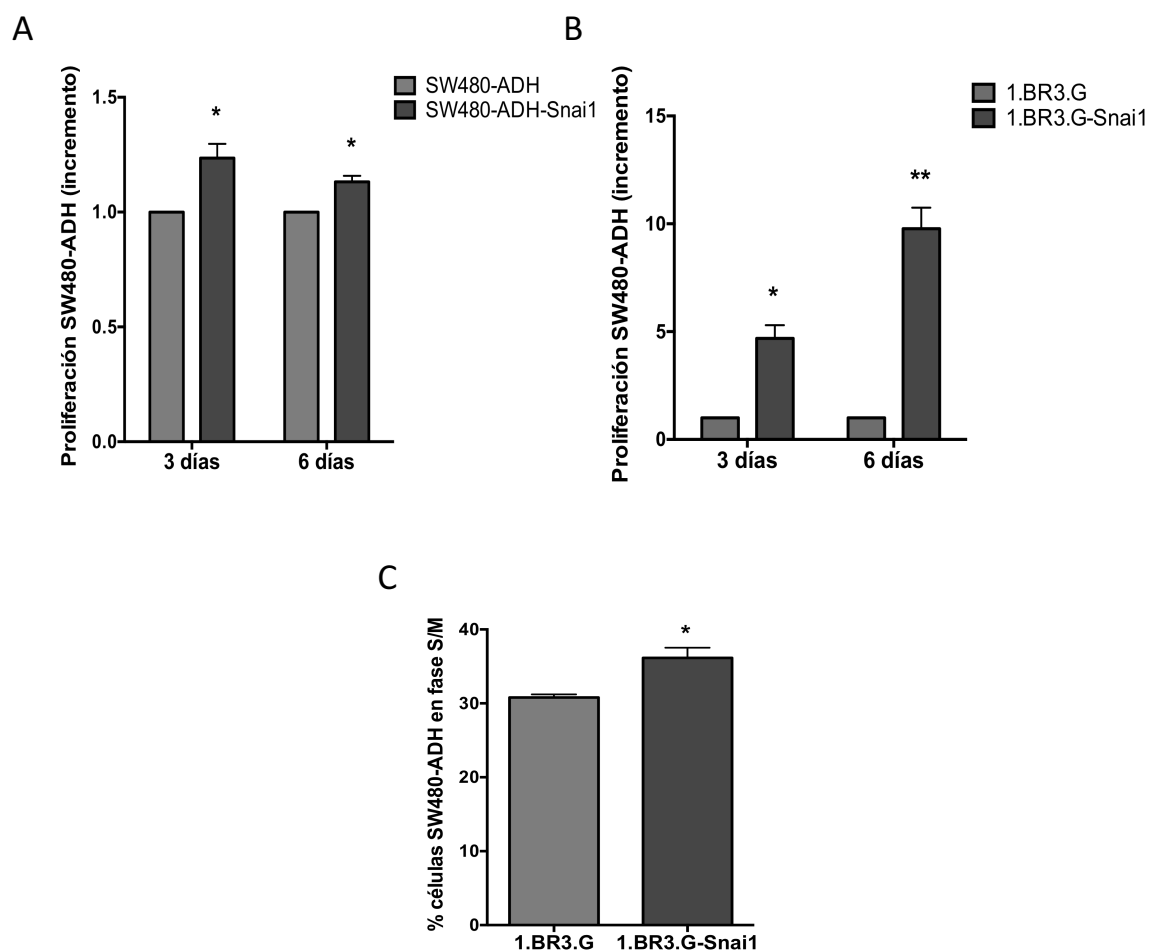 A
SW480-ADH
SW480-ADH-Snai1
Proliferación SW480-ADH (incremento)
1.5
1.0
0.5
0.0
*
*
3 días
6 días
B
1.BR3.G
1.BR3.G-Snai1
Proliferación SW480-ADH (incremento)
15
10
5
0
*
**
3 días
6 días
C
% células SW480-ADH en fase S/M
40
30
20
10
0
*
1.BR3.G
1.BR3.G-Snai1